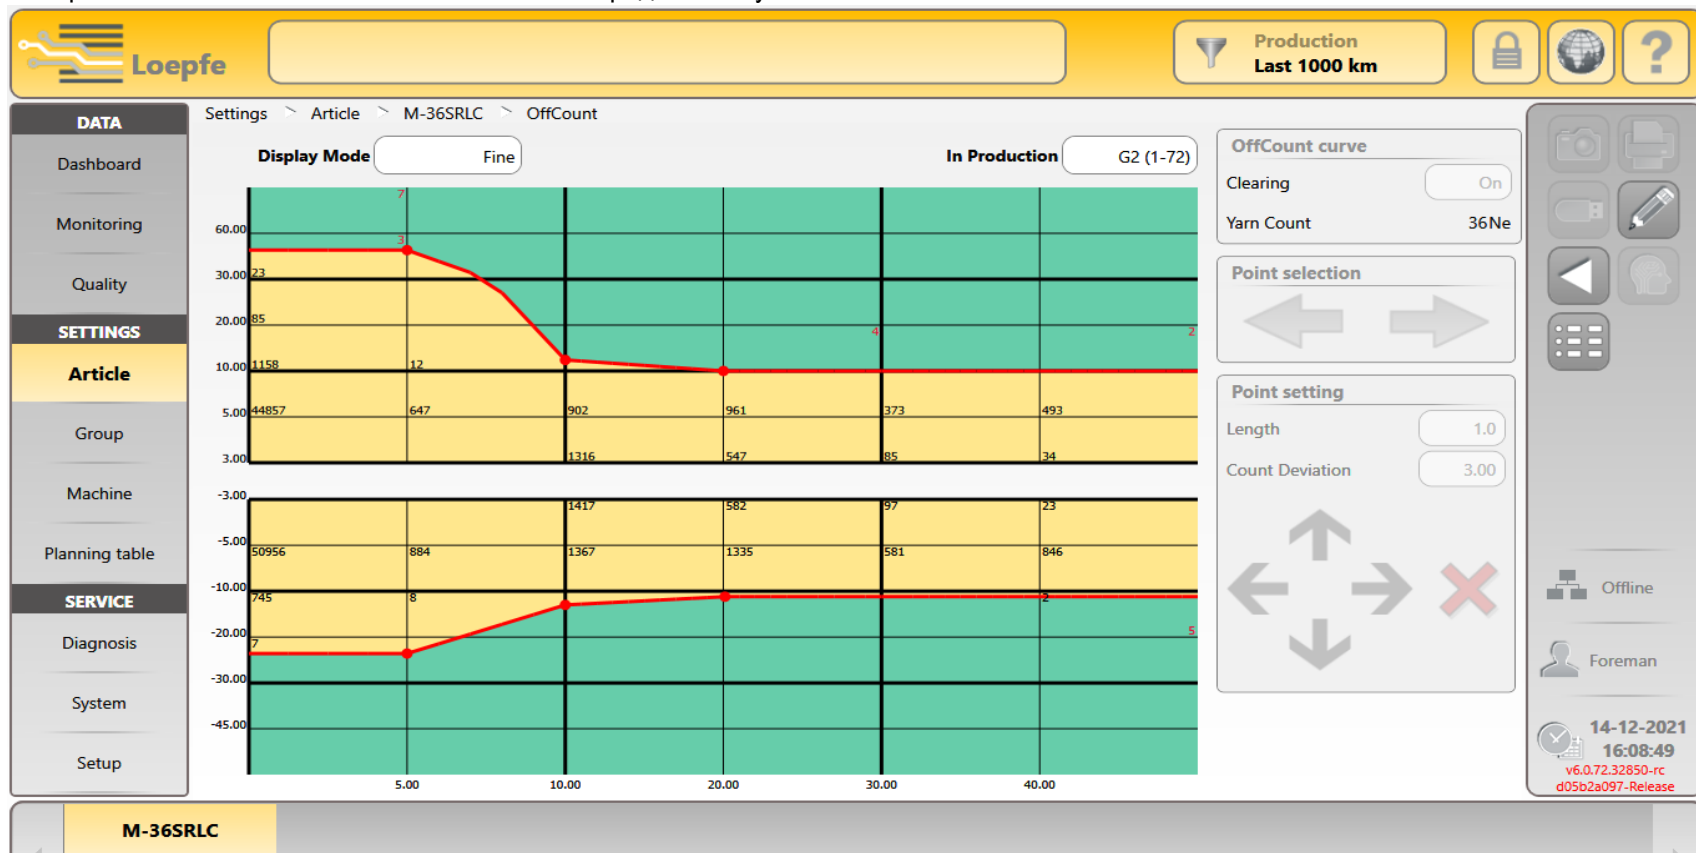 Loepfe
Production
Last 1000 km
?
DATA
Dashboard
Monitoring
Quality
SETTINGS
Article
Group
Machine
Planning table
SERVICE
Diagnosis
System
Setup
Settings > Article > M-36SRLC > OffCount
Display Mode Fine
In Production G2 (1-72)
7
60.00 3
30.00 23
20.00 85 4 2
10.00 1158 12
5.00 44857 647 902 961 373 493
3.00 1316 547 85 34
-3.00 1417 582 97 23
-5.00 50956 884 1367 1335 581 846
-10.00 745 8 2
-20.00 7 5
-30.00
-45.00
5.00 10.00 20.00 30.00 40.00
OffCount curve
Clearing On
Yarn Count 36Ne
Point selection
Point setting
Length 1.0
Count Deviation 3.00
Offline
Foreman
14-12-2021
16:08:49
v6.0.72.32850-rc
d05b2a097-Release
M-36SRLC